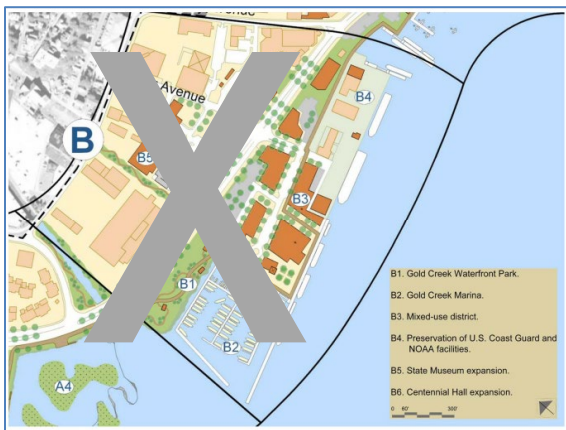 Avenue
Avenue
B4
B
B5
B3
B1
B2
A4
B1. Gold Creek Waterfront Park.
B2. Gold Creek Marina.
B3. Mixed-use district.
B4. Preservation of U.S. Coast Guard and
NOAA facilities.
B5. State Museum expansion.
B6. Centennial Hall expansion.
0 60' 300'